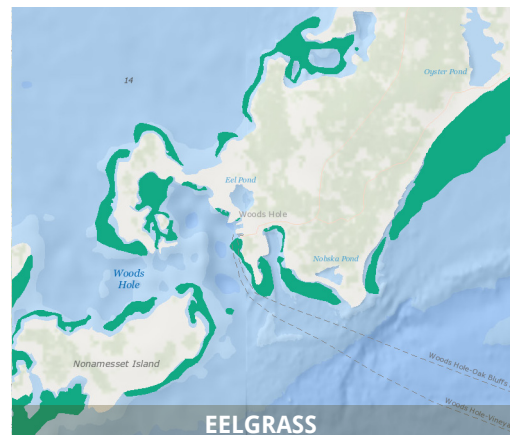 14
Oyster Pond
Eel Pond
Woods Hole
Nobska Pond
Woods
Hole
Nonamesset Island
Woods Hole-Oak Bluffs
Woods Hole-Vineya
EELGRASS